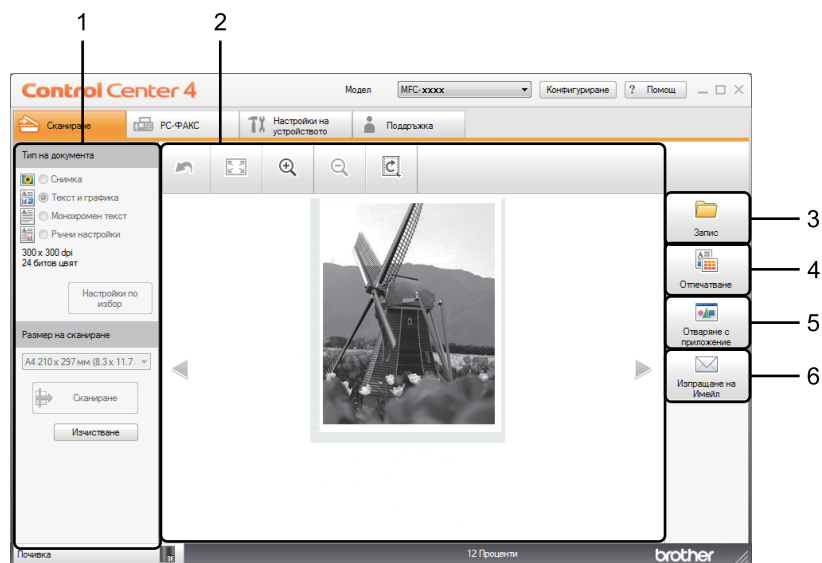 1
2
Control Center 4
Модел
MFC-xxxx
Конфигуриране
? Помощ
Сканиране
PC-ФАКС
Настройки на
устройството
Поддръжка
Тип на документа
Снимка
Текст и графика
Монохромен текст
Ръчни настройки
300 x 300 dpi
24 битов цвят
Настройки по
избор
Размер на сканиране
A4 210 x 297 мм (8.3 x 11.7
Сканиране
Изчистване
Запис
3
Отпечатване
4
Отваряне с
приложение
5
Изпращане на
Имейл
6
Почивка
BK
12 Проценти
brother